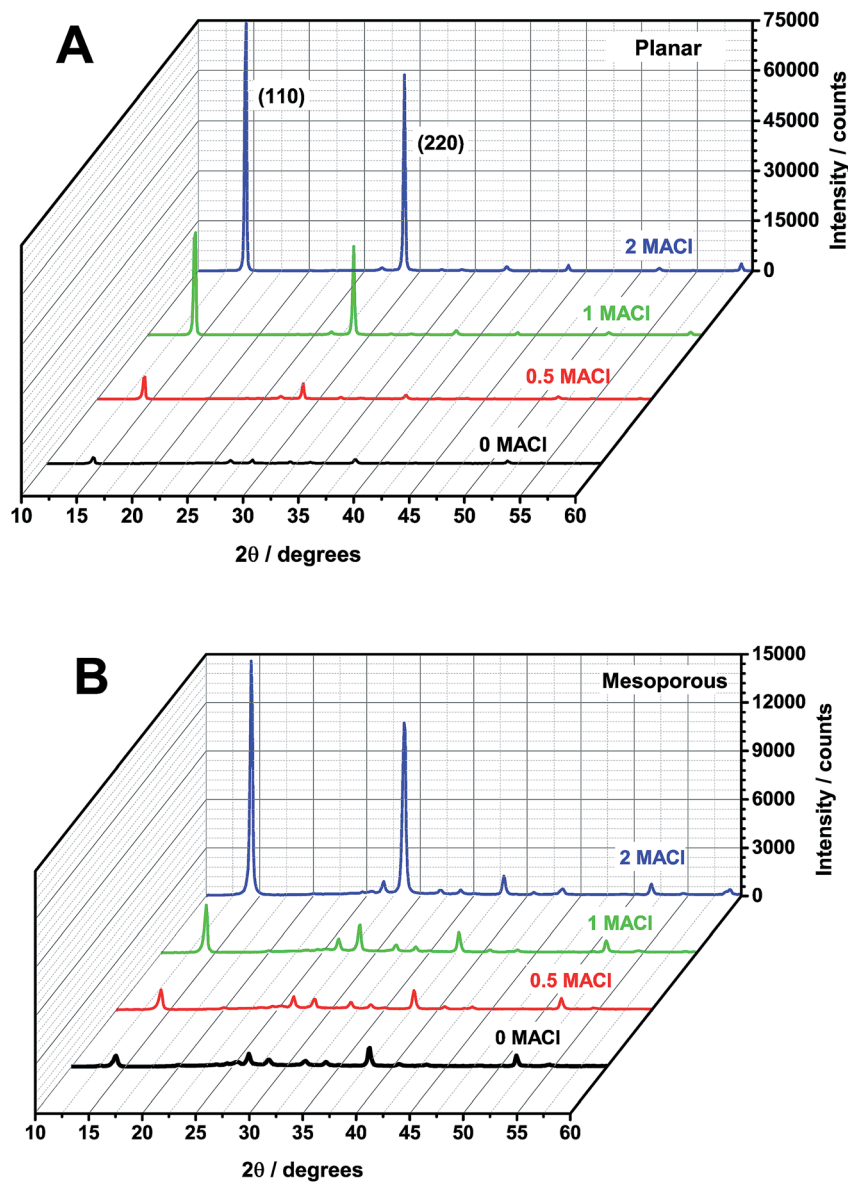 A
Planar
75000
60000
45000
30000
15000
0
Intensity / counts
(110)
(220)
2 MACl
1 MACl
0.5 MACl
0 MACl
10 15 20 25 30 35 40 45 50 55 60
2θ / degrees
B
Mesoporous
15000
12000
9000
6000
3000
0
Intensity / counts
2 MACl
1 MACl
0.5 MACl
0 MACl
10 15 20 25 30 35 40 45 50 55 60
2θ / degrees